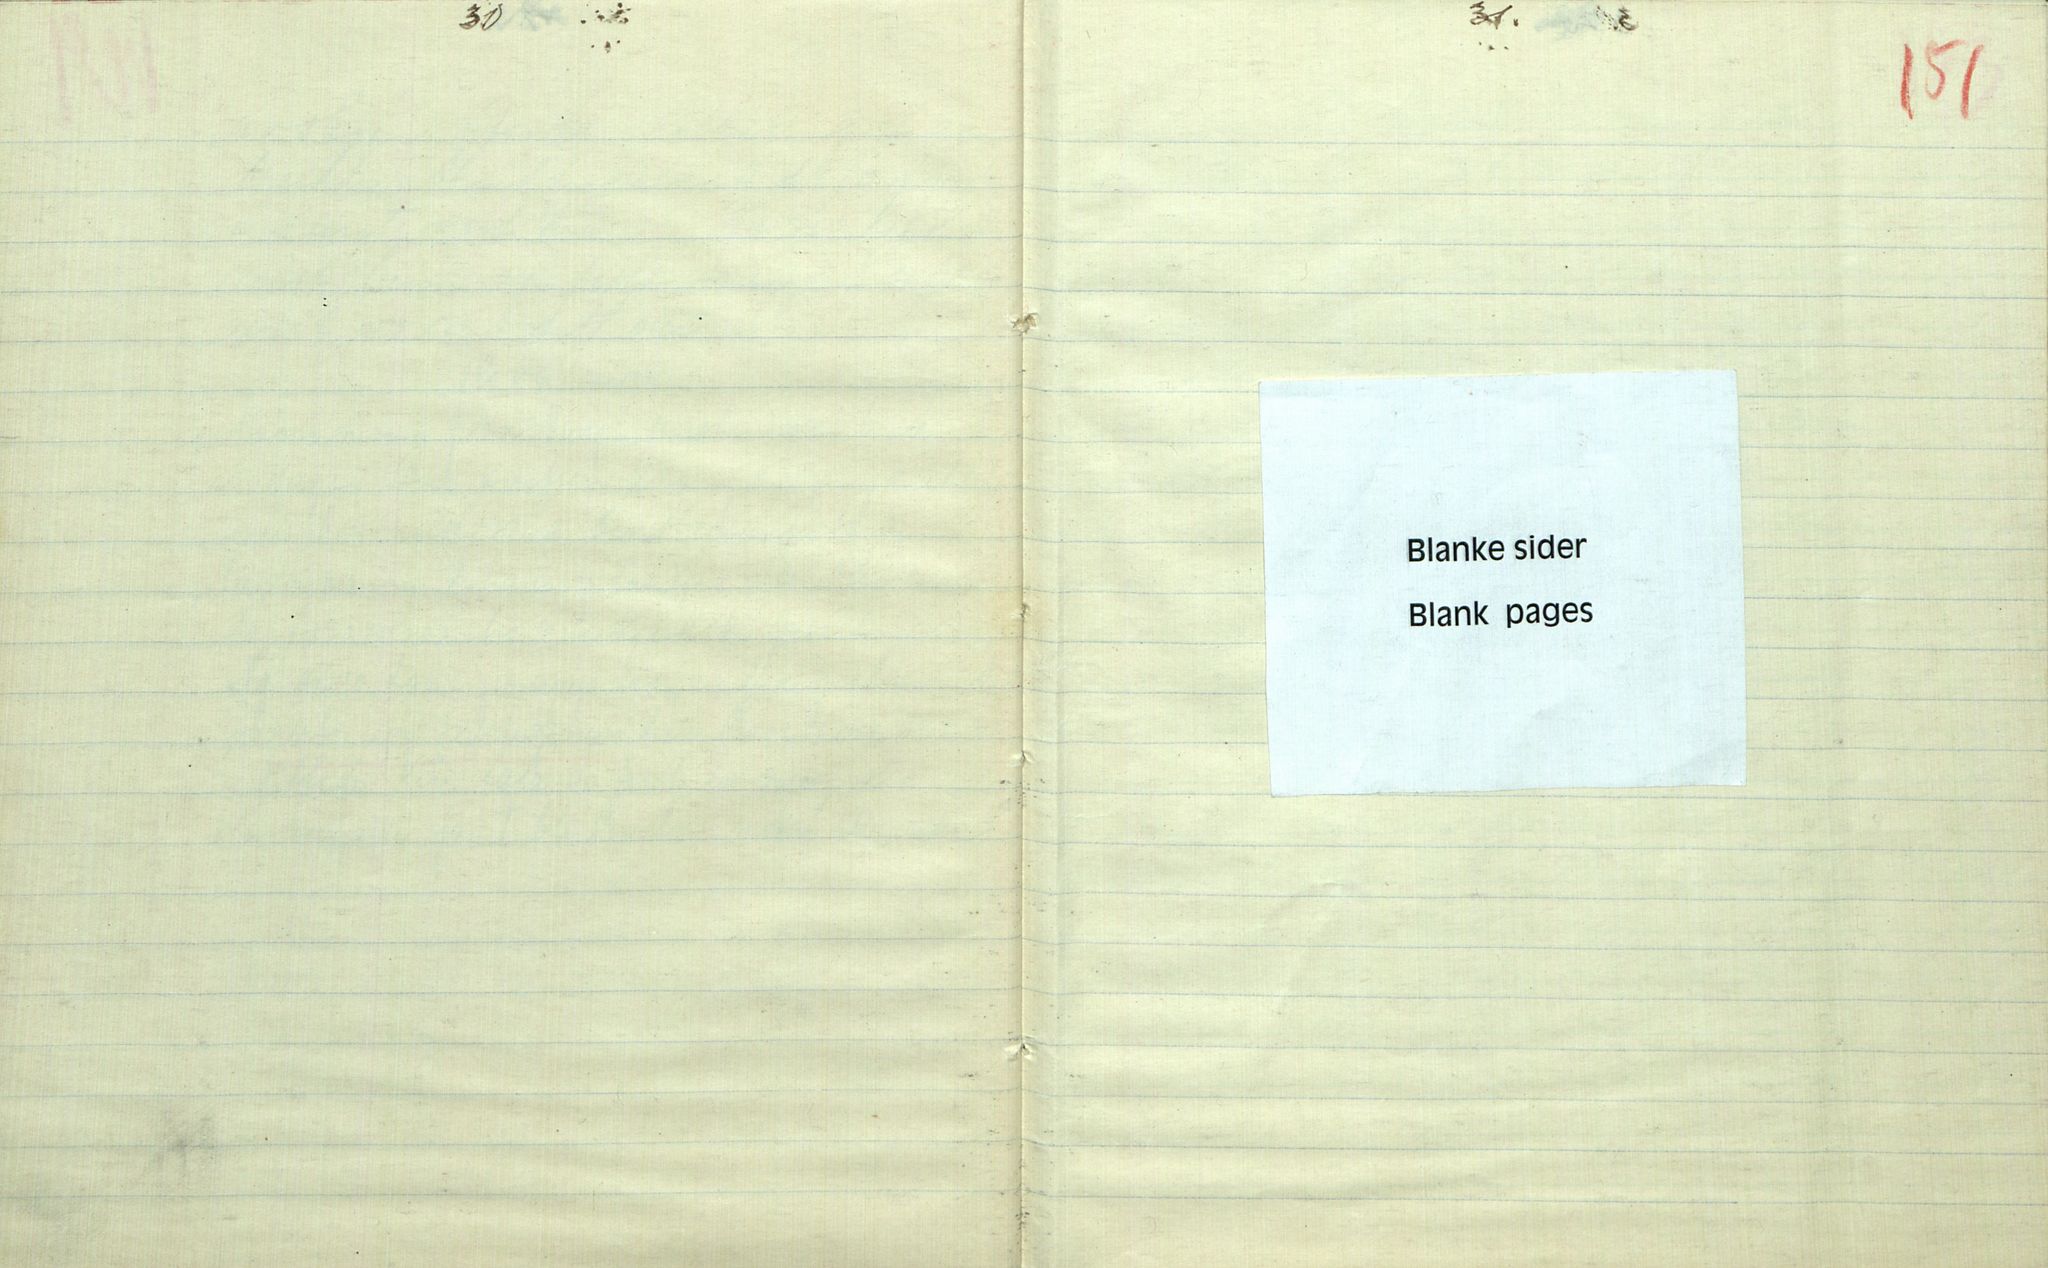 30
31.
151
Blanke sider
Blank pages